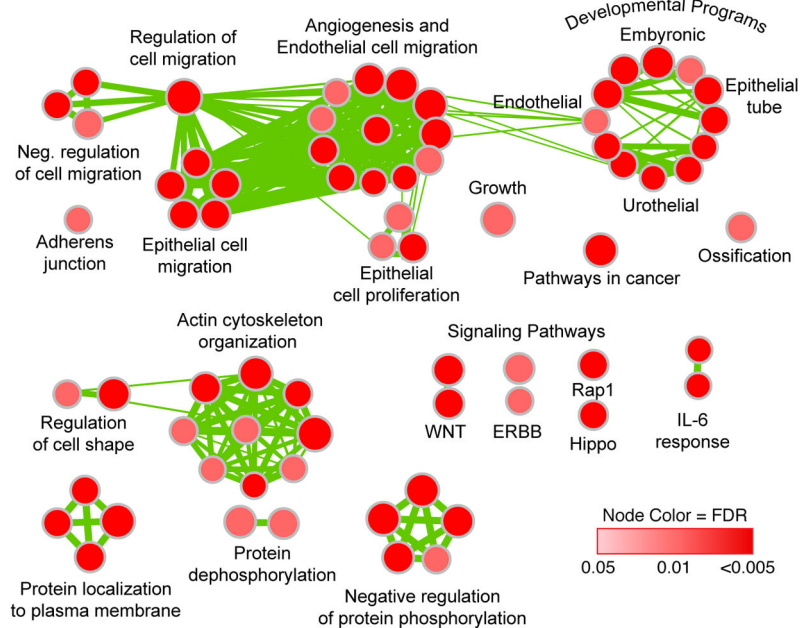 Developmental Programs
Angiogenesis and
Endothelial cell migration
Regulation of
cell migration
Embyronic
Epithelial
tube
Endothelial
Neg. regulation
of cell migration
Growth
Urothelial
Adherens
junction
Epithelial cell
migration
Epithelial
cell proliferation
Pathways in cancer
Ossification
Actin cytoskeleton
organization
Signaling Pathways
Regulation
of cell shape
WNT
ERBB
Rap1
Hippo
IL-6
response
Protein
dephosphorylation
Node Color = FDR
0.05 0.01 <0.005
Protein localization
to plasma membrane
Negative regulation
of protein phosphorylation